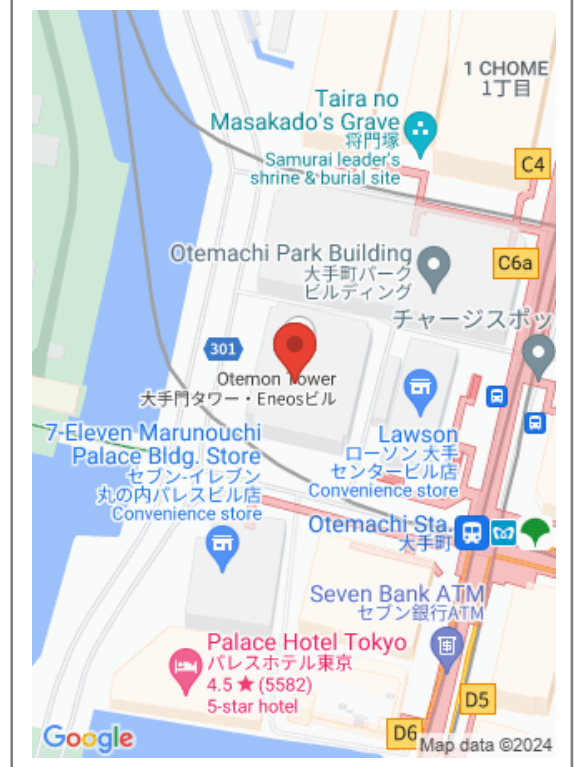 1 CHOME
1丁目
Taira no
Masakado's Grave
将門塚
Samurai leader's
shrine & burial site
C4
Otemachi Park Building
大手町パーク
ビルディング
C6a
チャージスポッ
301
Otemon Tower
大手門タワー・Eneosビル
7-Eleven Marunouchi
Palace Bldg. Store
セブン-イレブン
丸の内パレスビル店
Convenience store
Lawson
ローソン 大手
センタービル店
Convenience store
Otemachi Sta.
大手町
Seven Bank ATM
セブン銀行ATM
Palace Hotel Tokyo
パレスホテル東京
4.5 ★ (5582)
5-star hotel
D5
D6
Google
Map data ©2024